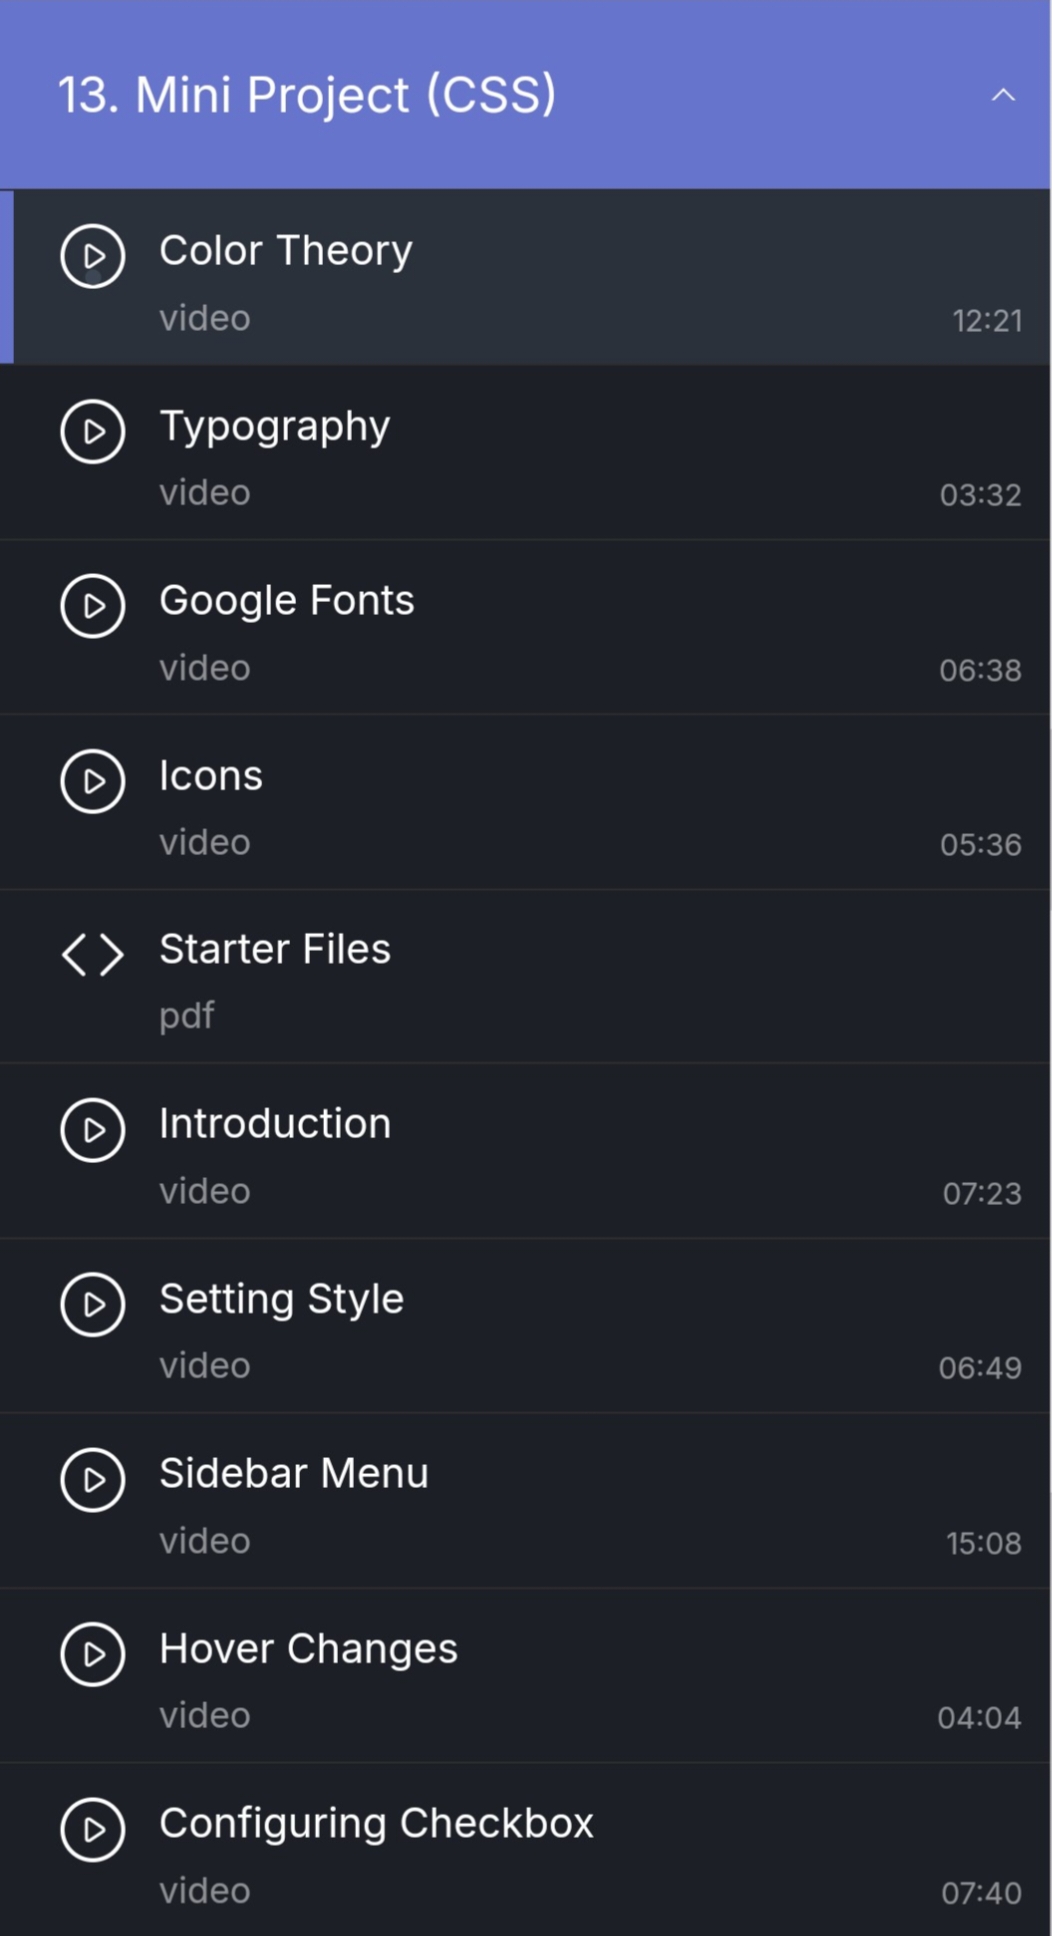 13. Mini Project (CSS)
Color Theory
video
12:21
Typography
video
03:32
Google Fonts
video
06:38
Icons
video
05:36
Starter Files
pdf
Introduction
video
07:23
Setting Style
video
06:49
Sidebar Menu
video
15:08
Hover Changes
video
04:04
Configuring Checkbox
video
07:40